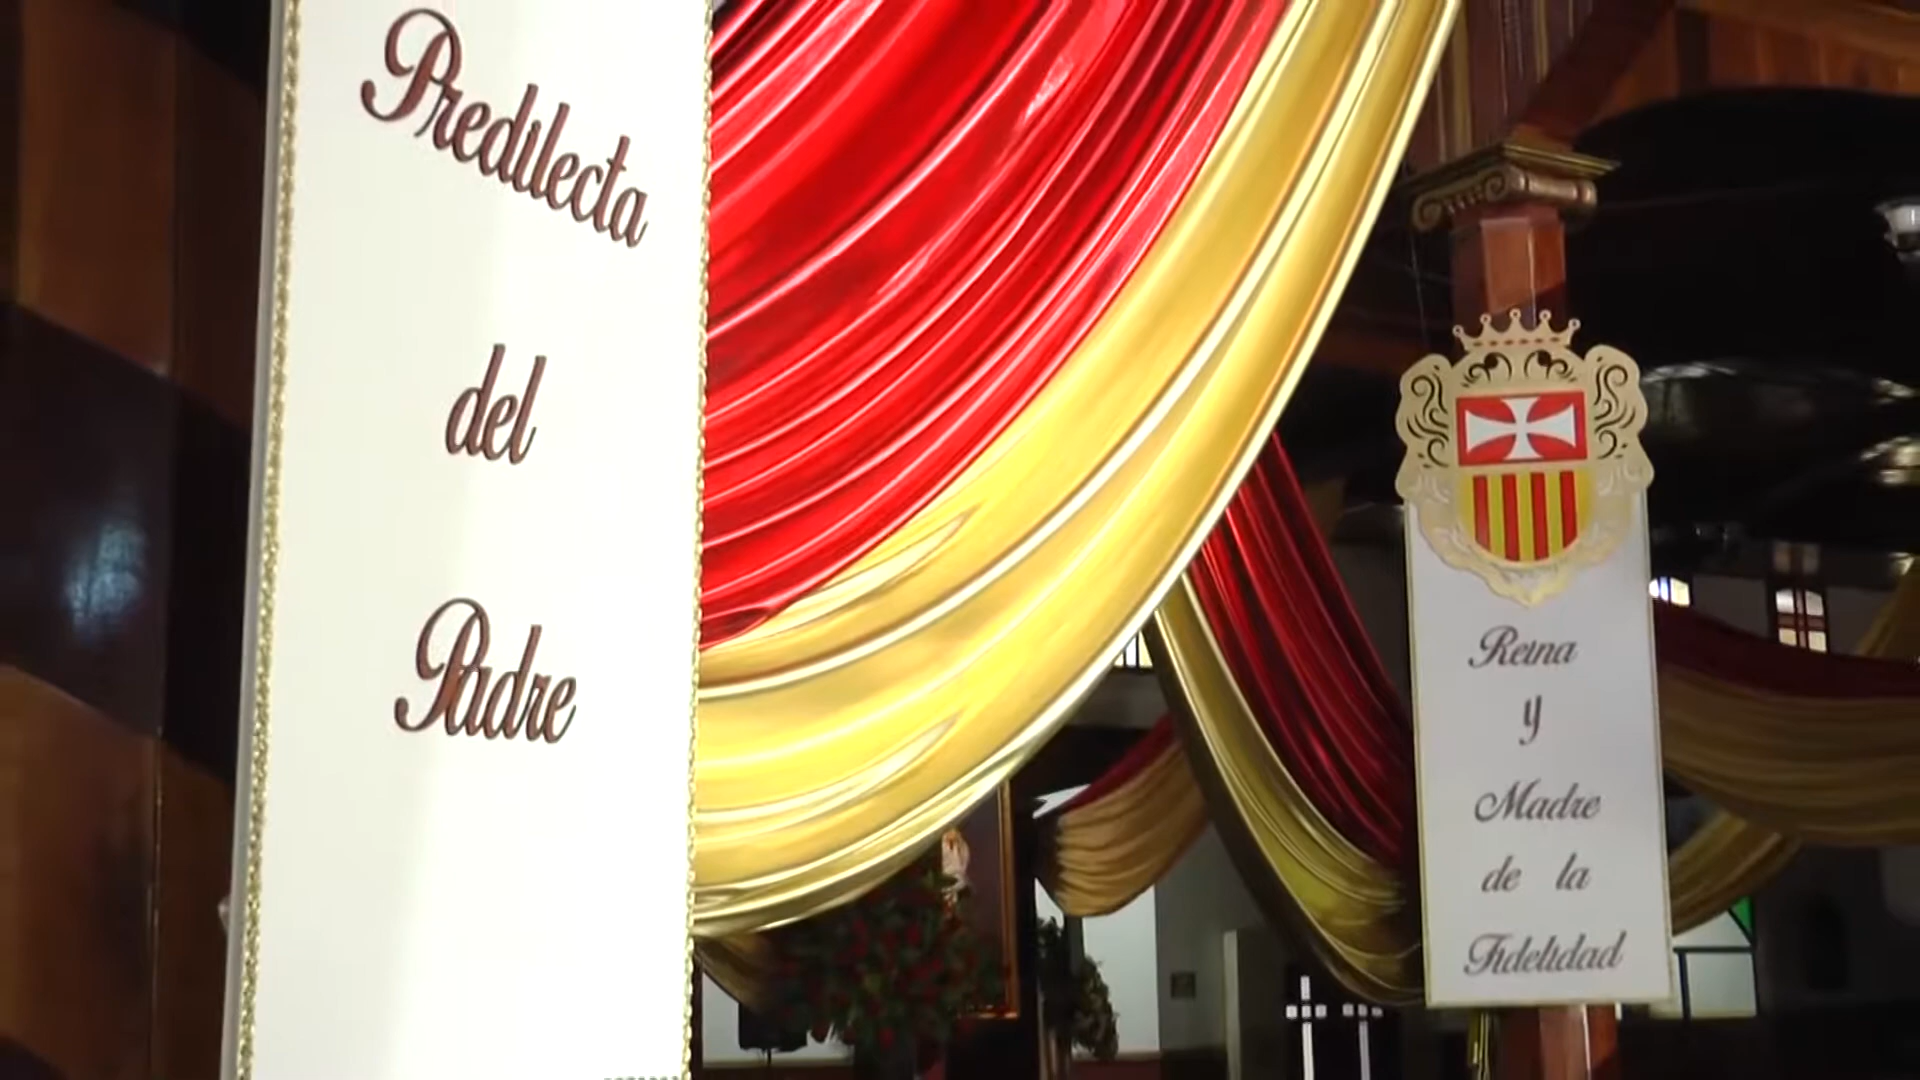 Predilecta
del
Padre
Reina
y
Madre
de la
Fidelidad